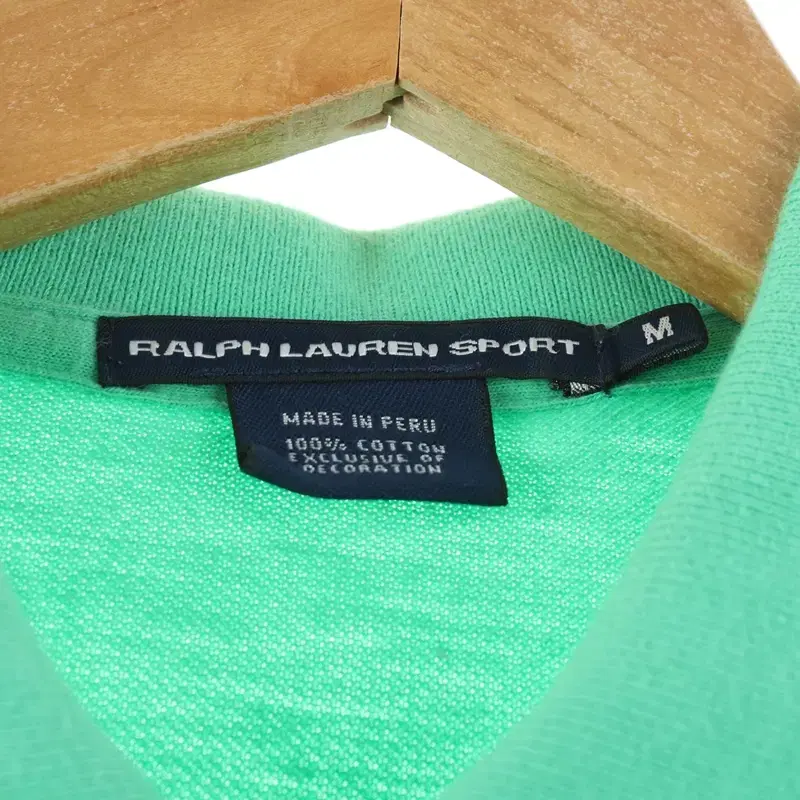 RALPH LAUREN SPORT
M
MADE IN PERU
100% COTTON
EXCLUSIVE OF
DECORATION